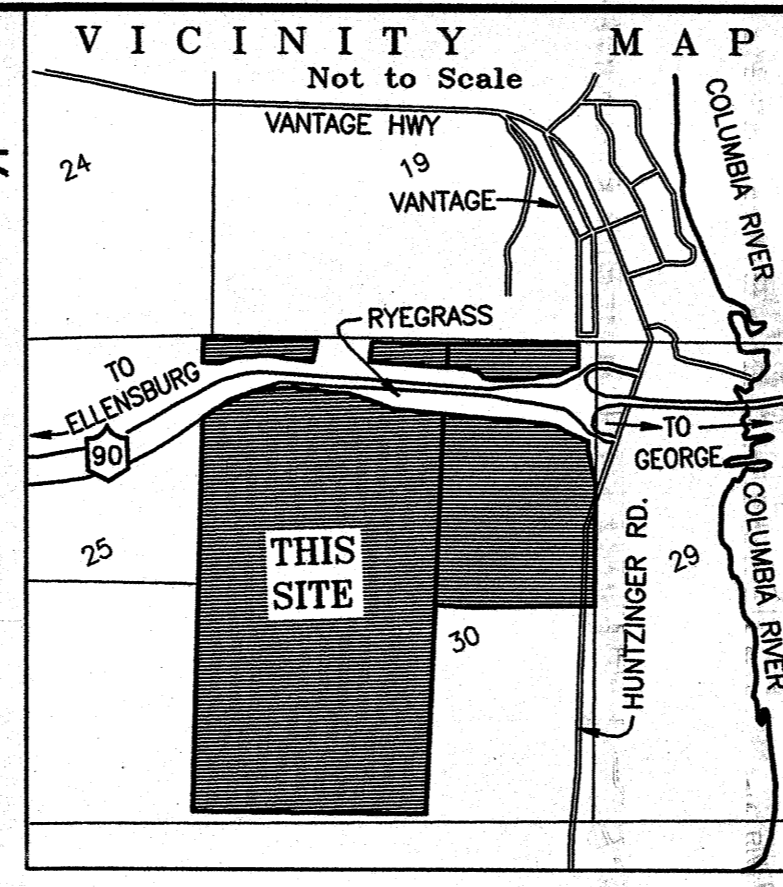 VICINITY MAP
Not to Scale
VANTAGE HWY
24
19
VANTAGE
COLUMBIA RIVER
RYEGRASS
TO
ELLENSBURG
90
TO
GEORGE
25
THIS
SITE
30
HUNTZINGER RD.
29
COLUMBIA RIVER